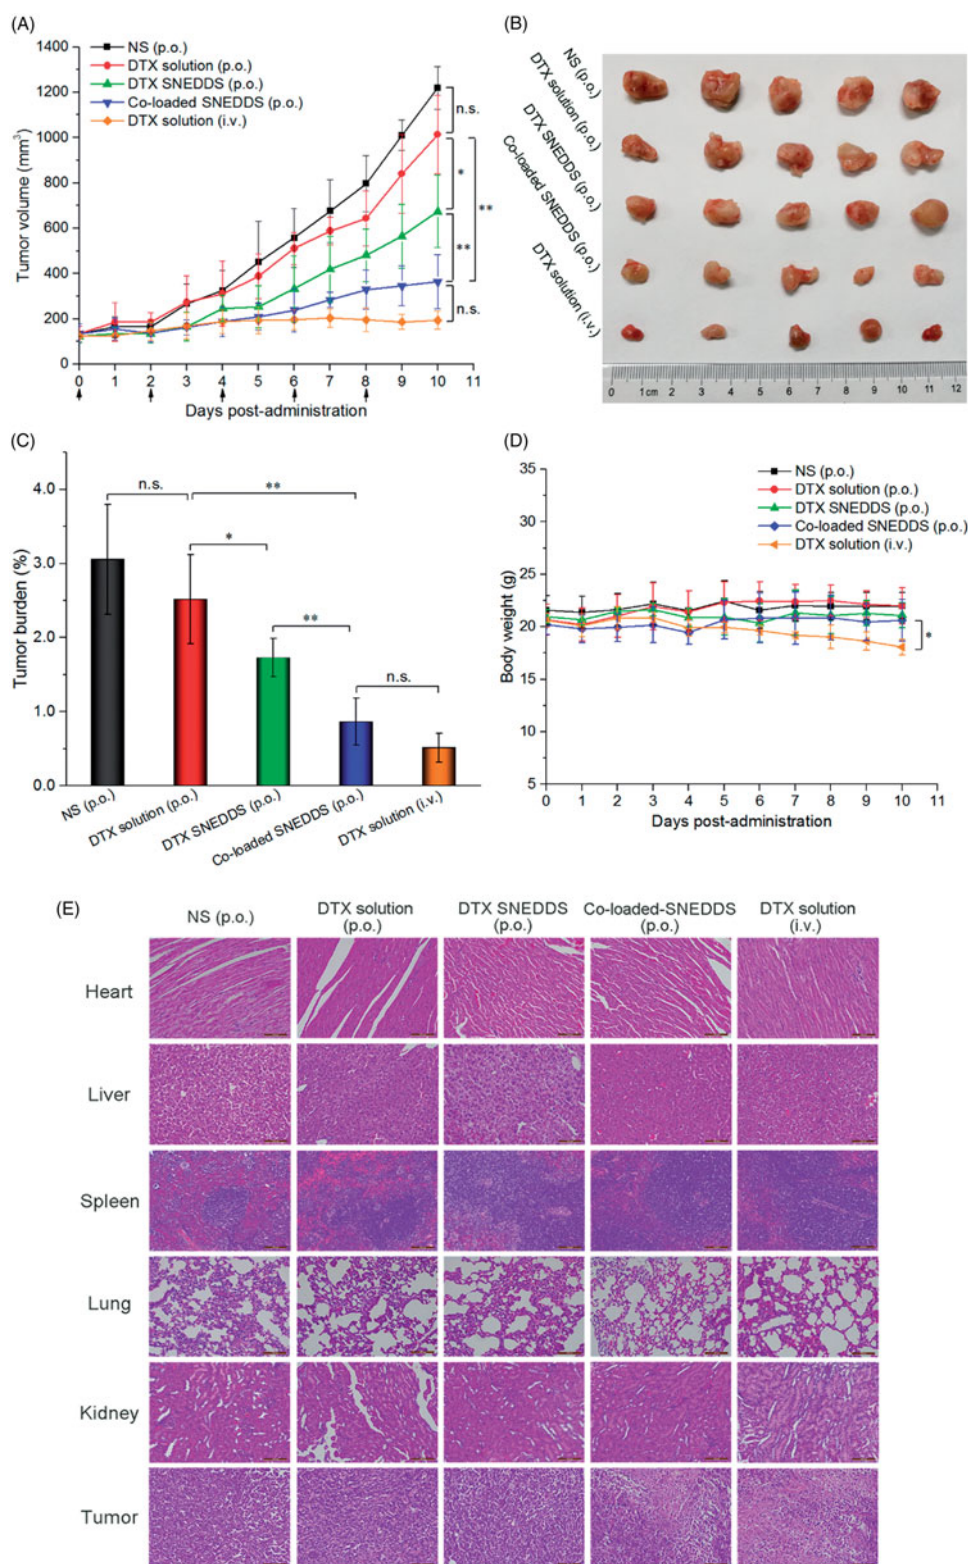 (A)
NS (p.o.)
DTX solution (p.o.)
DTX SNEDDS (p.o.)
Co-loaded SNEDDS (p.o.)
DTX solution (i.v.)
Tumor volume (mm³)
1400
1200
1000
800
600
400
200
0
n.s.
*
**
**
n.s.
0 1 2 3 4 5 6 7 8 9 10 11
Days post-administration
(B)
NS (p.o.)
DTX solution (p.o.)
DTX SNEDDS (p.o.)
Co-loaded SNEDDS (p.o.)
DTX solution (i.v.)
0 1cm 2 3 4 5 6 7 8 9 10 11 12
(C)
Tumor burden (%)
4.0
3.0
2.0
1.0
0.0
n.s.
**
*
**
n.s.
NS (p.o.)
DTX solution (p.o.)
DTX SNEDDS (p.o.)
Co-loaded SNEDDS (p.o.)
DTX solution (i.v.)
(D)
NS (p.o.)
DTX solution (p.o.)
DTX SNEDDS (p.o.)
Co-loaded SNEDDS (p.o.)
DTX solution (i.v.)
Body weight (g)
35
30
25
20
15
10
5
*
0 1 2 3 4 5 6 7 8 9 10 11
Days post-administration
(E)
NS (p.o.)
DTX solution
(p.o.)
DTX SNEDDS
(p.o.)
Co-loaded-SNEDDS
(p.o.)
DTX solution
(i.v.)
Heart
Liver
Spleen
Lung
Kidney
Tumor